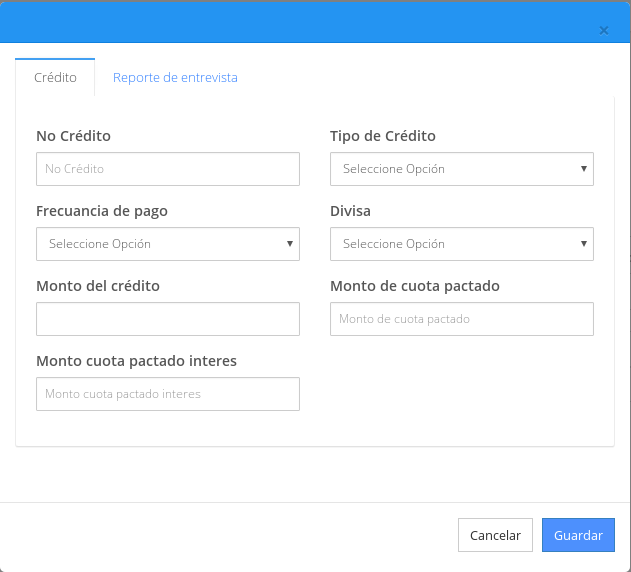 ×
Crédito Reporte de entrevista
No Crédito Tipo de Crédito
No Crédito Seleccione Opción
Frecuancia de pago Divisa
Seleccione Opción Seleccione Opción
Monto del crédito Monto de cuota pactado
Monto de cuota pactado
Monto cuota pactado interes
Monto cuota pactado interes
Cancelar Guardar